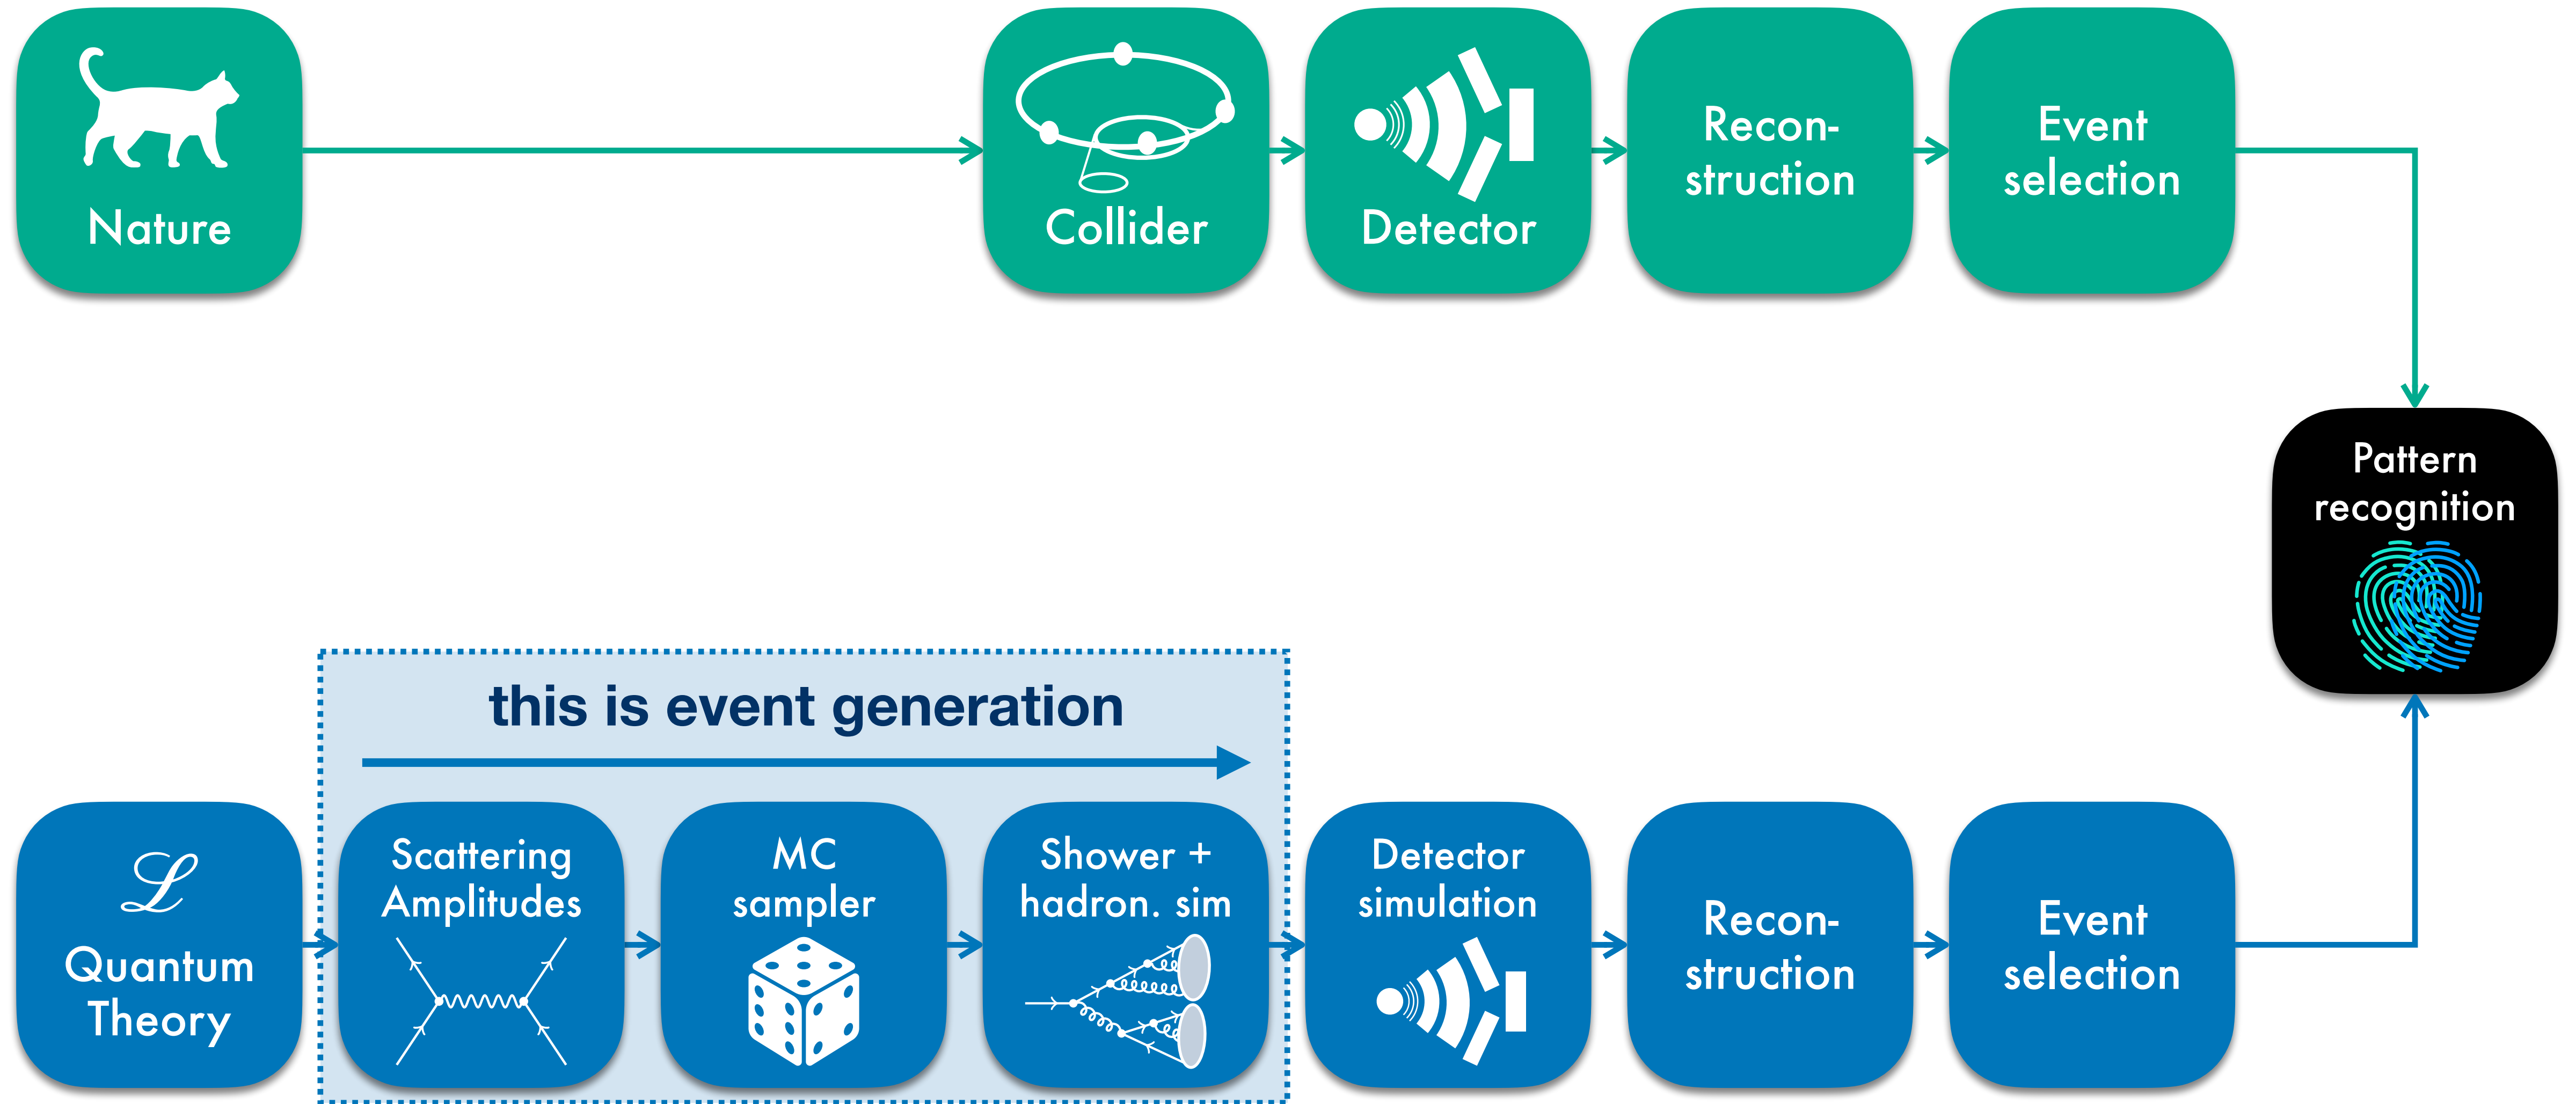 Nature
Collider
Detector
Recon-
struction
Event
selection
Pattern
recognition
this is event generation
ℒ
Quantum
Theory
Scattering
Amplitudes
MC
sampler
Shower +
hadron. sim
Detector
simulation
Recon-
struction
Event
selection